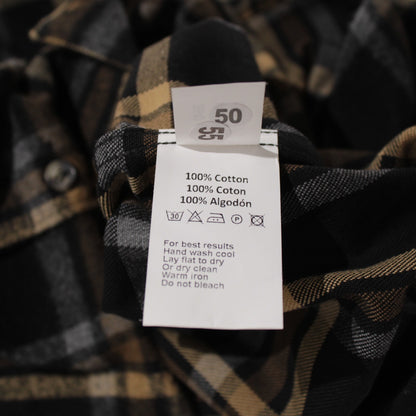 50
55
100% Cotton
100% Coton
100% Algodón
30 P
For best results
Hand wash cool
Lay flat to dry
Or dry clean
Warm iron
Do not bleach